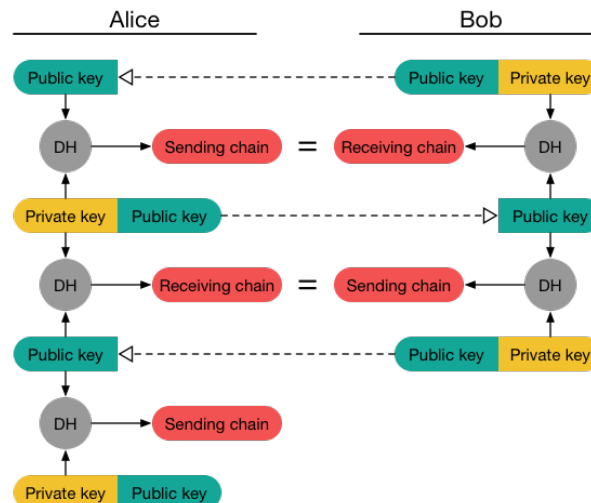 Alice Bob
Public key Public key Private key
DH Sending chain = Receiving chain DH
Private key Public key Public key
DH Receiving chain = Sending chain DH
Public key Public key Private key
DH Sending chain
Private key Public key